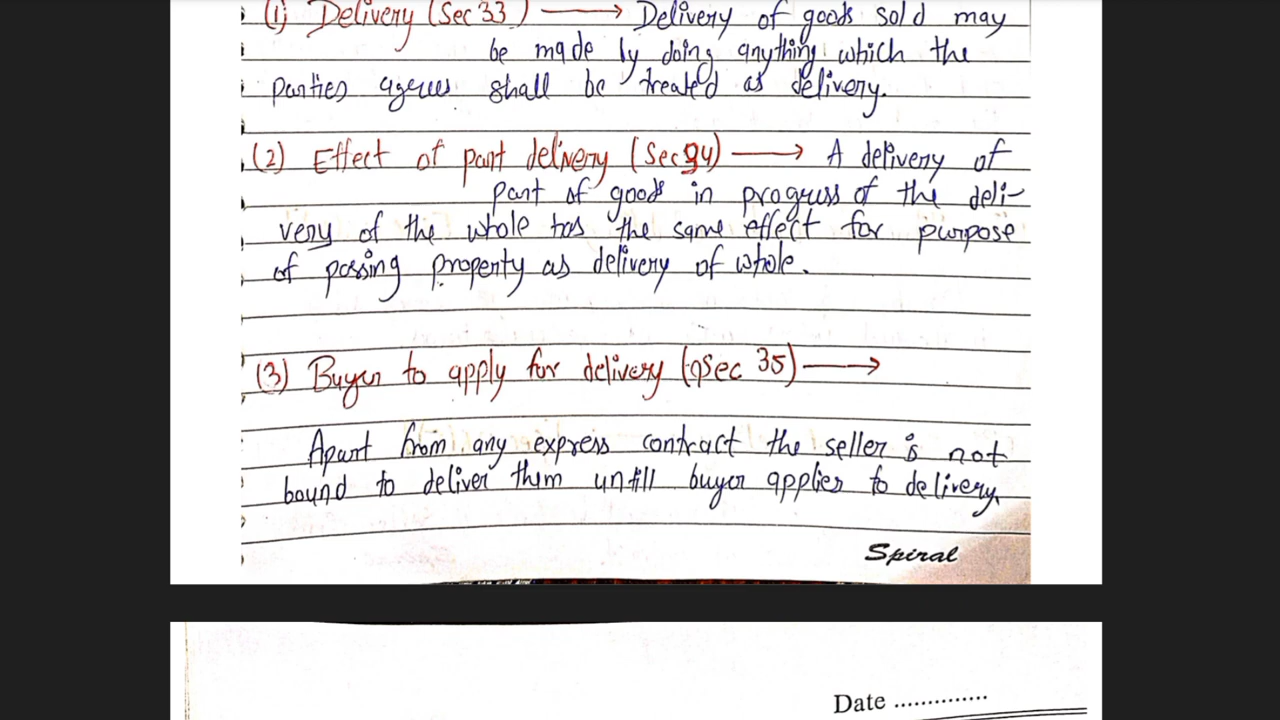 (1) Delivery (Sec 33) → Delivery of goods sold may
be made by doing anything which the
parties agrees shall be treated as delivery.
(2) Effect of part delivery (Sec 34) → A delivery of
part of goods in progress of the deli-
very of the whole has the same effect for purpose
of passing property as delivery of whole.
(3) Buyer to apply for delivery (Sec 35) →
Apart from any express contract the seller is not
bound to deliver them untill buyer applies to delivery.
Spiral
Date ..............